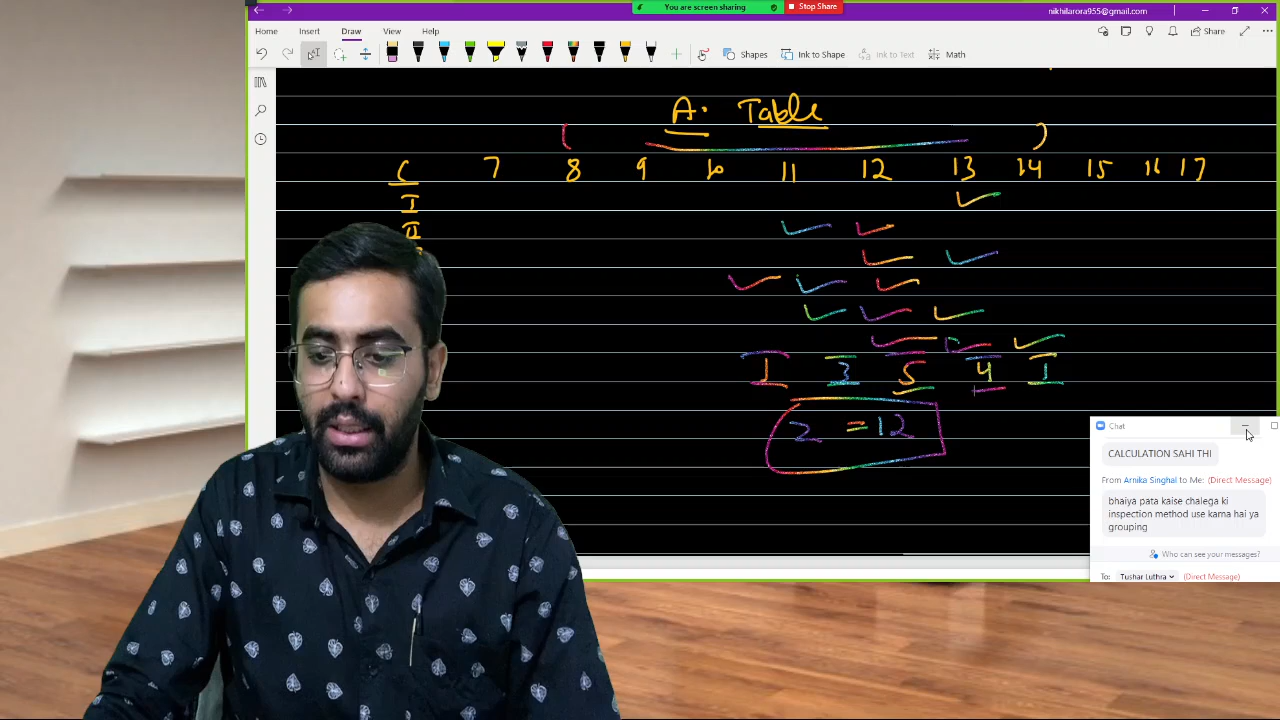 You are screen sharing
Stop Share
nikhilarora955@gmail.com
Home Insert Draw View Help
Share
Shapes
Ink to Shape
Ink to Text
Math
A. Table
C 7 8 9 10 11 12 13 14 15 16 17
I
II
1 3 5 4 1
2 = 12
Chat
CALCULATION SAHI THI
From Arnika Singhal to Me: (Direct Message)
bhaiya pata kaise chalega ki
inspection method use karna hai ya
grouping
Who can see your messages?
To: Tushar Luthra (Direct Message)